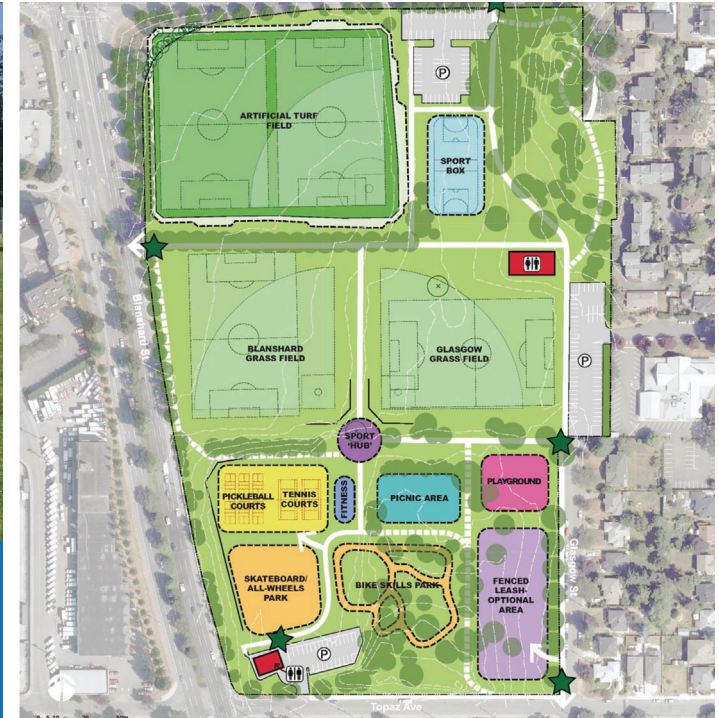 P
ARTIFICIAL TURF
FIELD
SPORT
BOX
Blanshard St
BLANSHARD
GRASS FIELD
GLASGOW
GRASS FIELD
P
SPORT
'HUB'
PICKLEBALL
COURTS
TENNIS
COURTS
FITNESS
PICNIC AREA
PLAYGROUND
Glasgow St
SKATEBOARD/
ALL-WHEELS
PARK
BIKE SKILLS PARK
FENCED
LEASH-
OPTIONAL
AREA
P
Topaz Ave